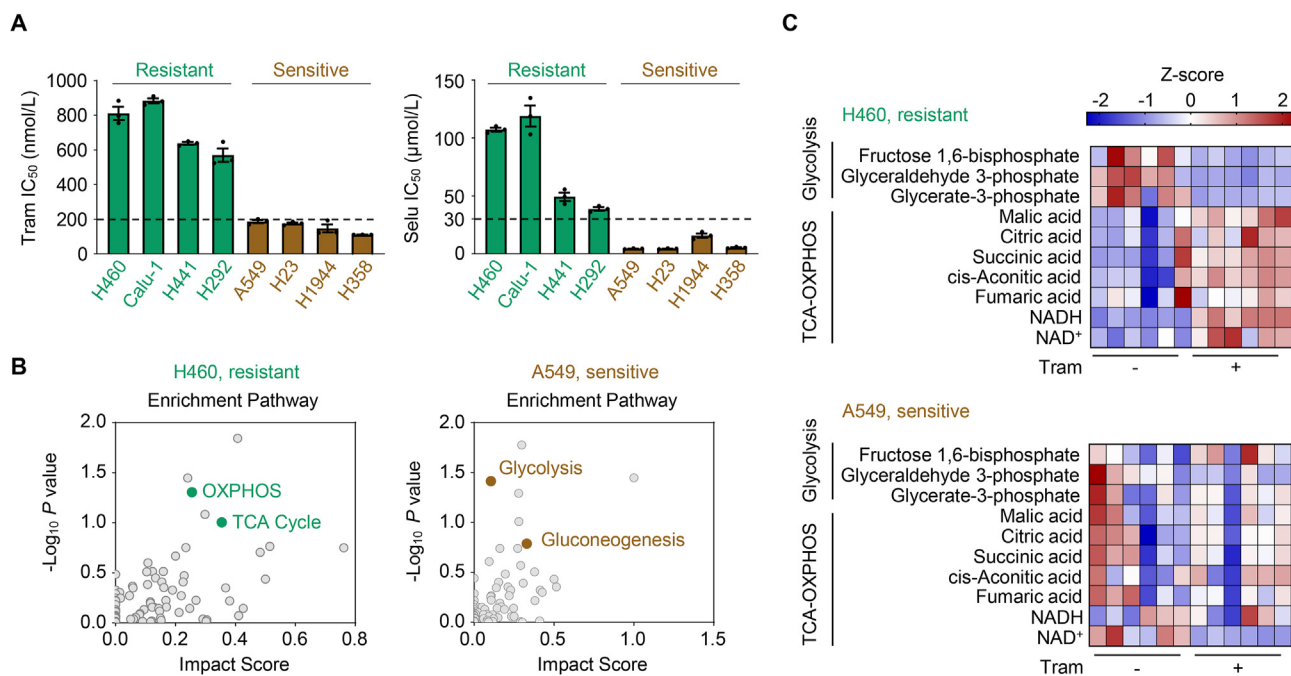 A
Resistant
Sensitive
Tram IC50 (nmol/L)
1000
800
600
400
200
0
H460
Calu-1
H441
H292
A549
H23
H1944
H358
Resistant
Sensitive
Selu IC50 (μmol/L)
150
100
50
30
0
H460
Calu-1
H441
H292
A549
H23
H1944
H358
B
H460, resistant
Enrichment Pathway
-Log10 P value
2.0
1.5
1.0
0.5
0.0
OXPHOS
TCA Cycle
0.0 0.2 0.4 0.6 0.8
Impact Score
A549, sensitive
Enrichment Pathway
-Log10 P value
2.0
1.5
1.0
0.5
0.0
Glycolysis
Gluconeogenesis
0.0 0.5 1.0 1.5
Impact Score
C
Z-score
-2 -1 0 1 2
H460, resistant
Glycolysis
Fructose 1,6-bisphosphate
Glyceraldehyde 3-phosphate
Glycerate-3-phosphate
TCA-OXPHOS
Malic acid
Citric acid
Succinic acid
cis-Aconitic acid
Fumaric acid
NADH
NAD+
Tram - +
A549, sensitive
Glycolysis
Fructose 1,6-bisphosphate
Glyceraldehyde 3-phosphate
Glycerate-3-phosphate
TCA-OXPHOS
Malic acid
Citric acid
Succinic acid
cis-Aconitic acid
Fumaric acid
NADH
NAD+
Tram - +